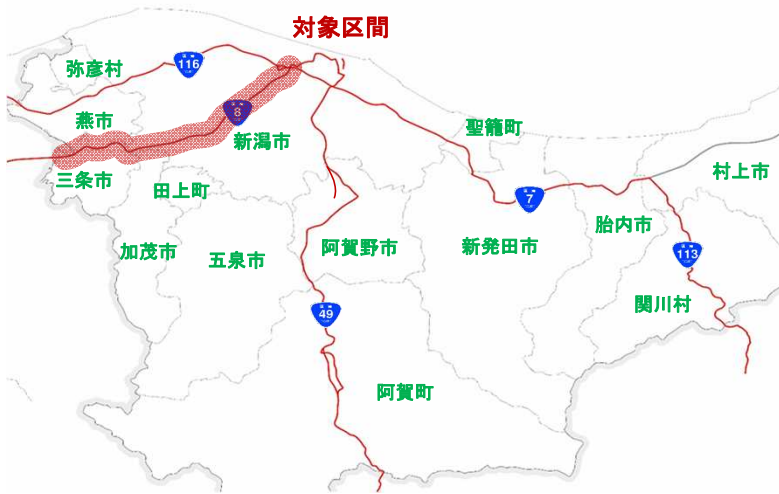 対象区間
116
弥彦村
8
燕市
聖籠町
新潟市
三条市
田上町
村上市
7
胎内市
加茂市
五泉市
阿賀野市
新発田市
113
関川村
49
阿賀町